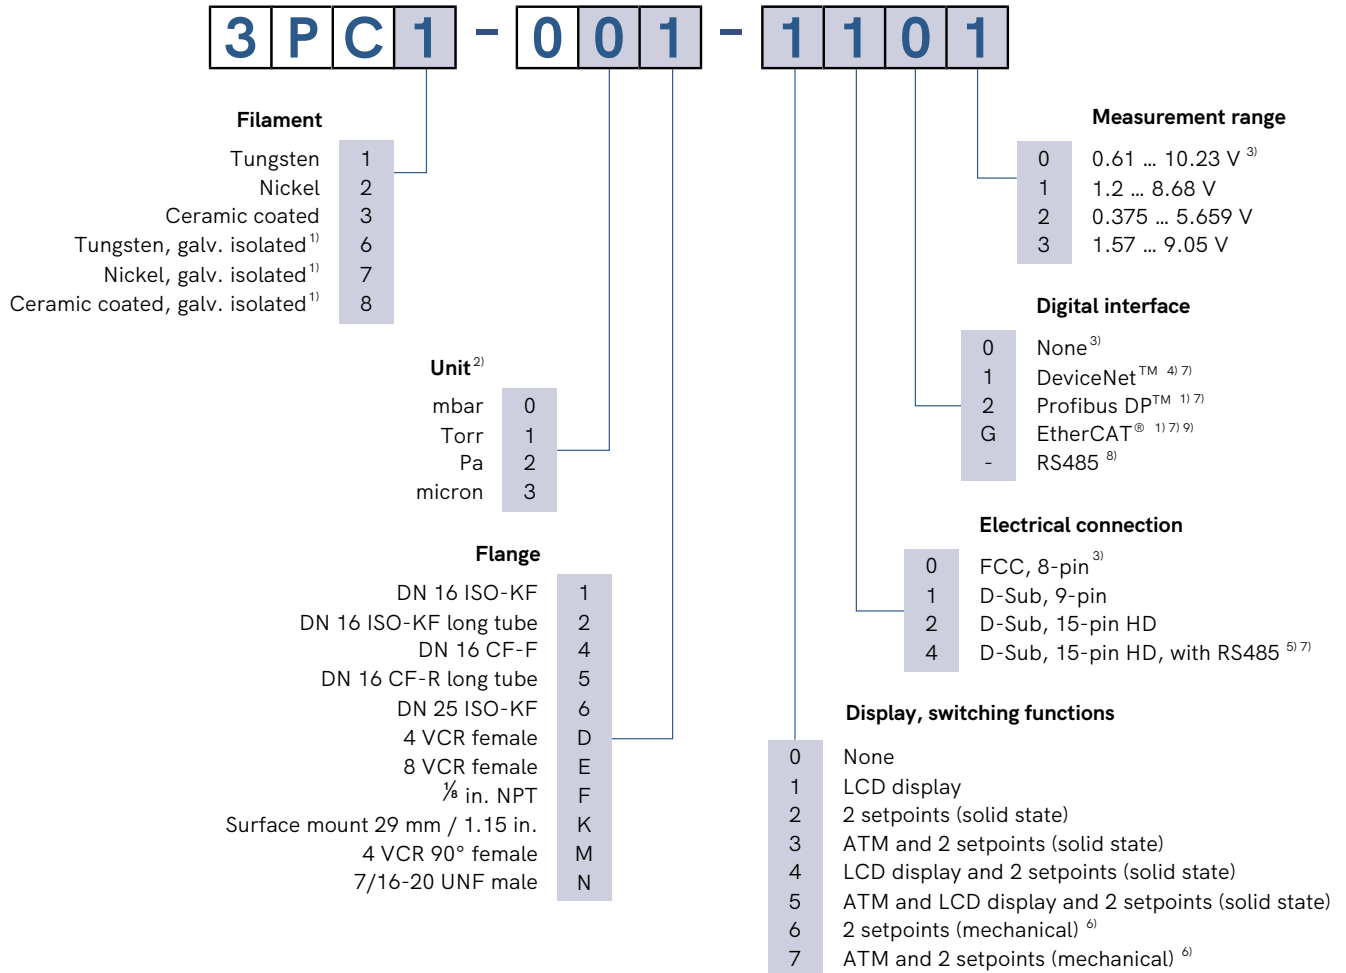 3PC1 - 001 - 1101
Filament
Tungsten 1
Nickel 2
Ceramic coated 3
Tungsten, galv. isolated 1) 6
Nickel, galv. isolated 1) 7
Ceramic coated, galv. isolated 1) 8
Unit 2)
mbar 0
Torr 1
Pa 2
micron 3
Flange
DN 16 ISO-KF 1
DN 16 ISO-KF long tube 2
DN 16 CF-F 4
DN 16 CF-R long tube 5
DN 25 ISO-KF 6
4 VCR female D
8 VCR female E
⅛ in. NPT F
Surface mount 29 mm / 1.15 in. K
4 VCR 90° female M
7/16-20 UNF male N
Measurement range
0 0.61 ... 10.23 V 3)
1 1.2 ... 8.68 V
2 0.375 ... 5.659 V
3 1.57 ... 9.05 V
Digital interface
0 None 3)
1 DeviceNet™ 4) 7)
2 Profibus DP™ 1) 7)
G EtherCAT® 1) 7) 9)
- RS485 8)
Electrical connection
0 FCC, 8-pin 3)
1 D-Sub, 9-pin
2 D-Sub, 15-pin HD
4 D-Sub, 15-pin HD, with RS485 5) 7)
Display, switching functions
0 None
1 LCD display
2 2 setpoints (solid state)
3 ATM and 2 setpoints (solid state)
4 LCD display and 2 setpoints (solid state)
5 ATM and LCD display and 2 setpoints (solid state)
6 2 setpoints (mechanical) 6)
7 ATM and 2 setpoints (mechanical) 6)